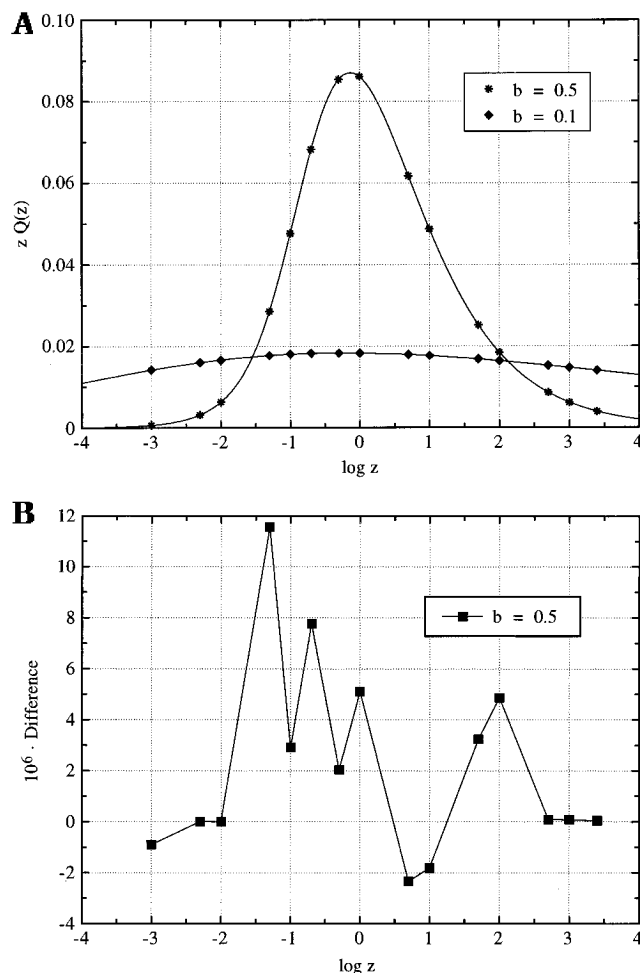 A
0.10
0.08
0.06
0.04
0.02
0
z Q(z)
b = 0.5
b = 0.1
-4 -3 -2 -1 0 1 2 3 4
log z
B
12
10
8
6
4
2
0
-2
-4
10⁶ · Difference
b = 0.5
-4 -3 -2 -1 0 1 2 3 4
log z